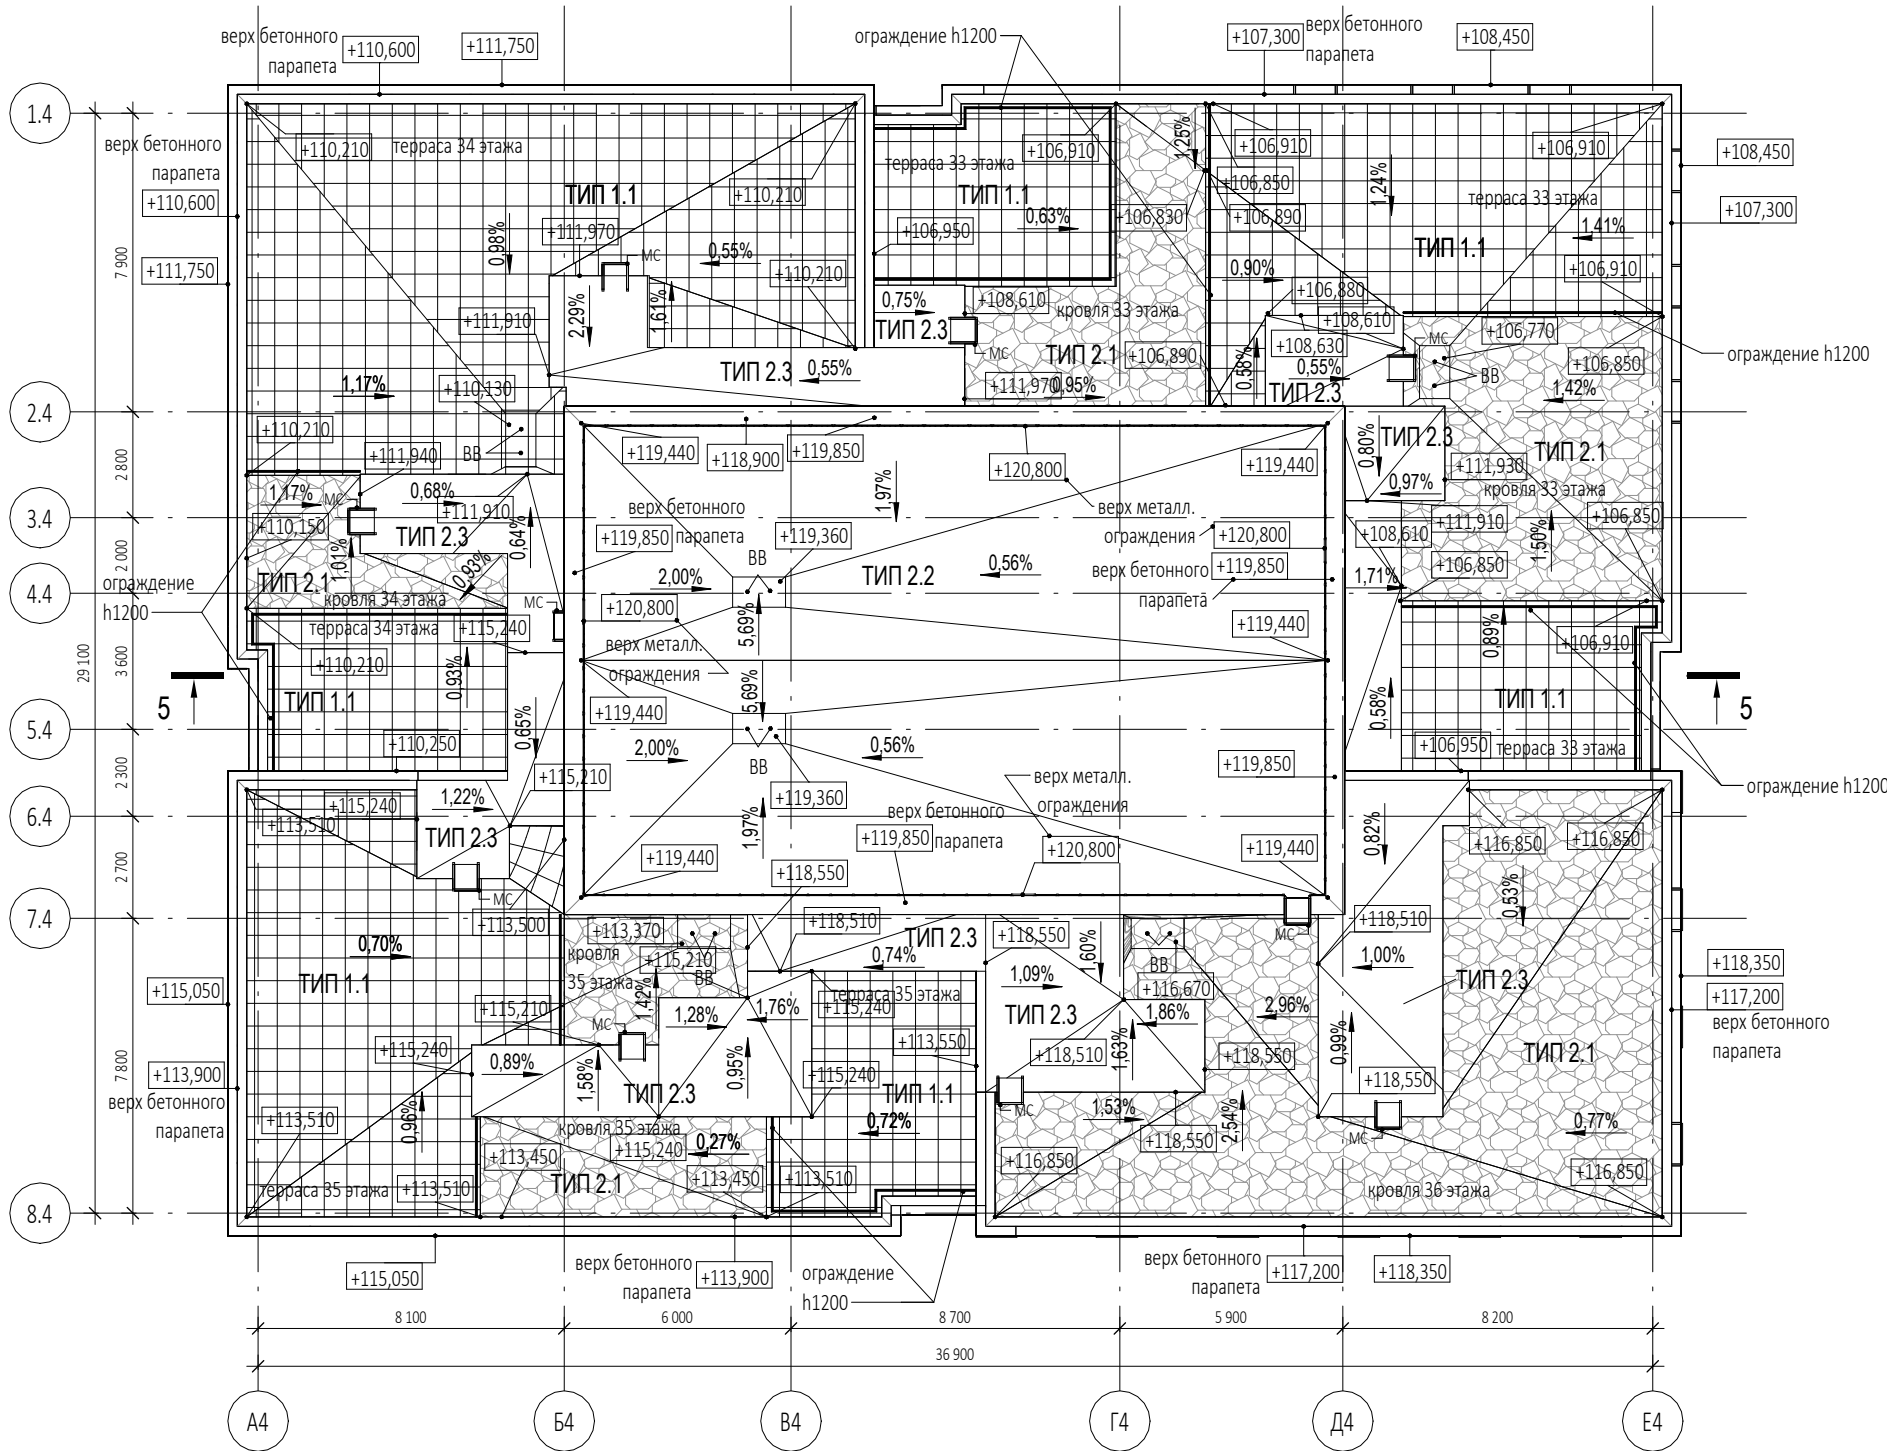 верх бетонного
парапета
+110,600
+111,750
ограждение h1200
+107,300
верх бетонного
парапета
+108,450
1.4
верх бетонного
парапета
+110,600
+111,750
+110,210
терраса 34 этажа
ТИП 1.1
+110,210
+111,970
МС
0,98%
0,55%
+110,210
2,29%
1,61%
+111,910
ТИП 2.3
0,55%
1,17%
+110,130
терраса 33 этажа
+106,910
ТИП 1.1
0,63%
+106,950
1,25%
+106,830
0,75%
ТИП 2.3
+108,610
кровля 33 этажа
МС
ТИП 2.1
+106,890
+111,970
0,95%
+106,910
+106,910
+106,850
+106,890
1,24%
терраса 33 этажа
ТИП 1.1
1,41%
+106,910
0,90%
+106,880
+108,610
+108,630
0,58%
0,55%
ТИП 2.3
МС
+106,770
ВВ
+106,850
1,42%
+108,450
+107,300
ограждение h1200
7 900
2.4
+110,210
+111,940
ВВ
2 800
29 100
1,17%
МС
0,68%
+111,910
+110,150
ТИП 2.3
0,64%
3.4
1,01%
0,93%
2 000
ТИП 2.1
кровля 34 этажа
4.4
ограждение
h1200
МС
терраса 34 этажа
+115,240
+110,210
0,93%
ТИП 1.1
3 600
+110,250
0,65%
5
5.4
+119,440
+118,900
+119,850
+120,800
+119,440
1,97%
верх бетонного
парапета
+119,850
ВВ
+119,360
ТИП 2.2
верх металл.
ограждения
+120,800
0,56%
2,00%
верх бетонного
парапета
+119,850
+120,800
5,69%
верх металл.
ограждения
+119,440
5,69%
+119,440
2,00%
0,56%
ВВ
+119,360
верх металл.
ограждения
+119,850
1,97%
верх бетонного
парапета
+119,850
+120,800
+119,440
+119,440
ТИП 2.3
0,80%
0,97%
+111,930
ТИП 2.1
кровля 33 этажа
+111,910
+108,610
+106,850
1,50%
+106,850
1,71%
0,89%
+106,910
ТИП 1.1
0,58%
+106,950
терраса 33 этажа
5
ограждение h1200
2 300
6.4
+115,210
+115,240
+113,510
1,22%
ТИП 2.3
МС
2 700
7.4
+113,500
0,70%
ТИП 1.1
+115,050
+113,900
верх бетонного
парапета
7 800
8.4
+113,370
кровля
35 этажа
+115,210
ВВ
1,42%
МС
+115,210
+115,240
0,89%
1,58%
ТИП 2.3
1,28%
0,95%
1,76%
+118,550
+118,510
0,74%
ТИП 2.3
терраса 35 этажа
+115,240
+113,550
+115,240
ТИП 1.1
0,72%
+113,510
0,96%
терраса 35 этажа
+113,510
+113,450
кровля 35 этажа
+115,240
0,27%
ТИП 2.1
+113,450
+113,510
+118,550
1,09%
1,60%
ТИП 2.3
+118,510
1,63%
1,86%
ВВ
+116,670
2,96%
+118,550
МС
1,53%
+118,550
2,54%
+116,850
МС
+118,510
1,00%
0,82%
+116,850
+116,850
0,53%
ТИП 2.3
0,99%
+118,550
МС
ТИП 2.1
0,77%
+116,850
кровля 36 этажа
+118,350
+117,200
верх бетонного
парапета
+115,050
верх бетонного
парапета
+113,900
ограждение
h1200
верх бетонного
парапета
+117,200
+118,350
8 100
6 000
8 700
5 900
8 200
36 900
А4
Б4
В4
Г4
Д4
Е4